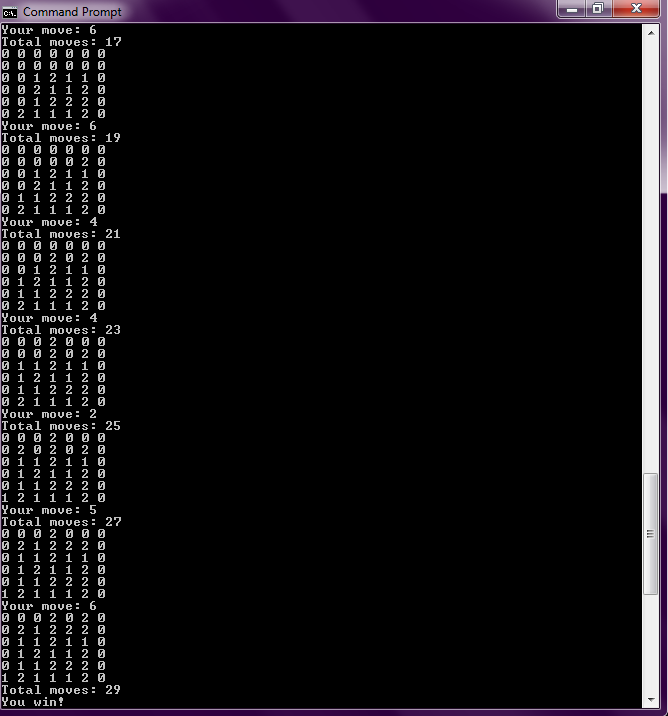 Command Prompt
Your move: 6
Total moves: 17
0 0 0 0 0 0 0
0 0 0 0 0 0 0
0 0 1 2 1 1 0
0 0 2 1 1 2 0
0 0 1 2 2 2 0
0 2 1 1 1 2 0
Your move: 6
Total moves: 19
0 0 0 0 0 0 0
0 0 0 0 0 2 0
0 0 1 2 1 1 0
0 0 2 1 1 2 0
0 1 1 2 2 2 0
0 2 1 1 1 2 0
Your move: 4
Total moves: 21
0 0 0 0 0 0 0
0 0 0 2 0 2 0
0 0 1 2 1 1 0
0 1 2 1 1 2 0
0 1 1 2 2 2 0
0 2 1 1 1 2 0
Your move: 4
Total moves: 23
0 0 0 2 0 0 0
0 0 0 2 0 2 0
0 1 1 2 1 1 0
0 1 2 1 1 2 0
0 1 1 2 2 2 0
0 2 1 1 1 2 0
Your move: 2
Total moves: 25
0 0 0 2 0 0 0
0 2 0 2 0 2 0
0 1 1 2 1 1 0
0 1 2 1 1 2 0
0 1 1 2 2 2 0
1 2 1 1 1 2 0
Your move: 5
Total moves: 27
0 0 0 2 0 0 0
0 2 1 2 2 2 0
0 1 1 2 1 1 0
0 1 2 1 1 2 0
0 1 1 2 2 2 0
1 2 1 1 1 2 0
Your move: 6
0 0 0 2 0 2 0
0 2 1 2 2 2 0
0 1 1 2 1 1 0
0 1 2 1 1 2 0
0 1 1 2 2 2 0
1 2 1 1 1 2 0
Total moves: 29
You win!